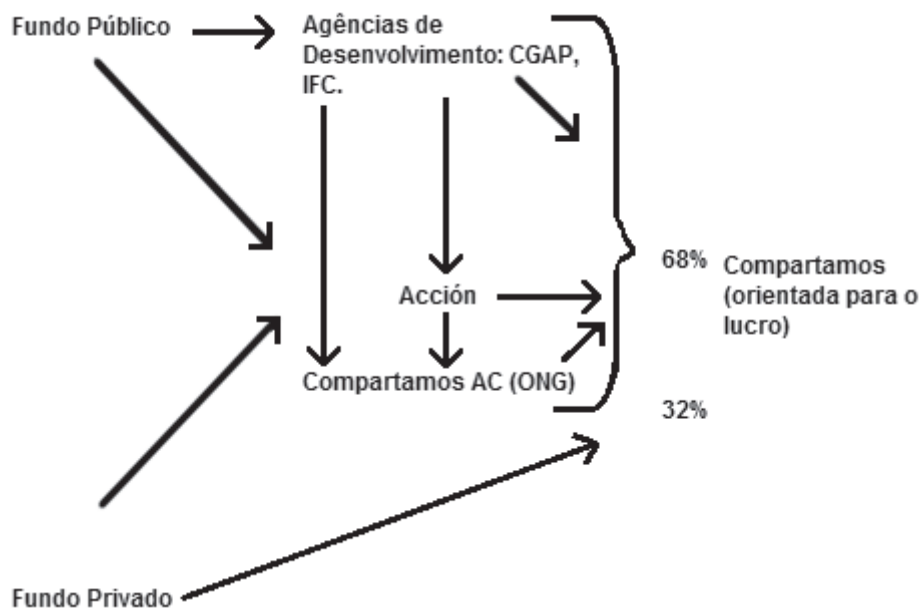 Fundo Público
Agências de
Desenvolvimento: CGAP,
IFC.
68%
Compartamos
(orientada para o
lucro)
Acción
Compartamos AC (ONG)
32%
Fundo Privado